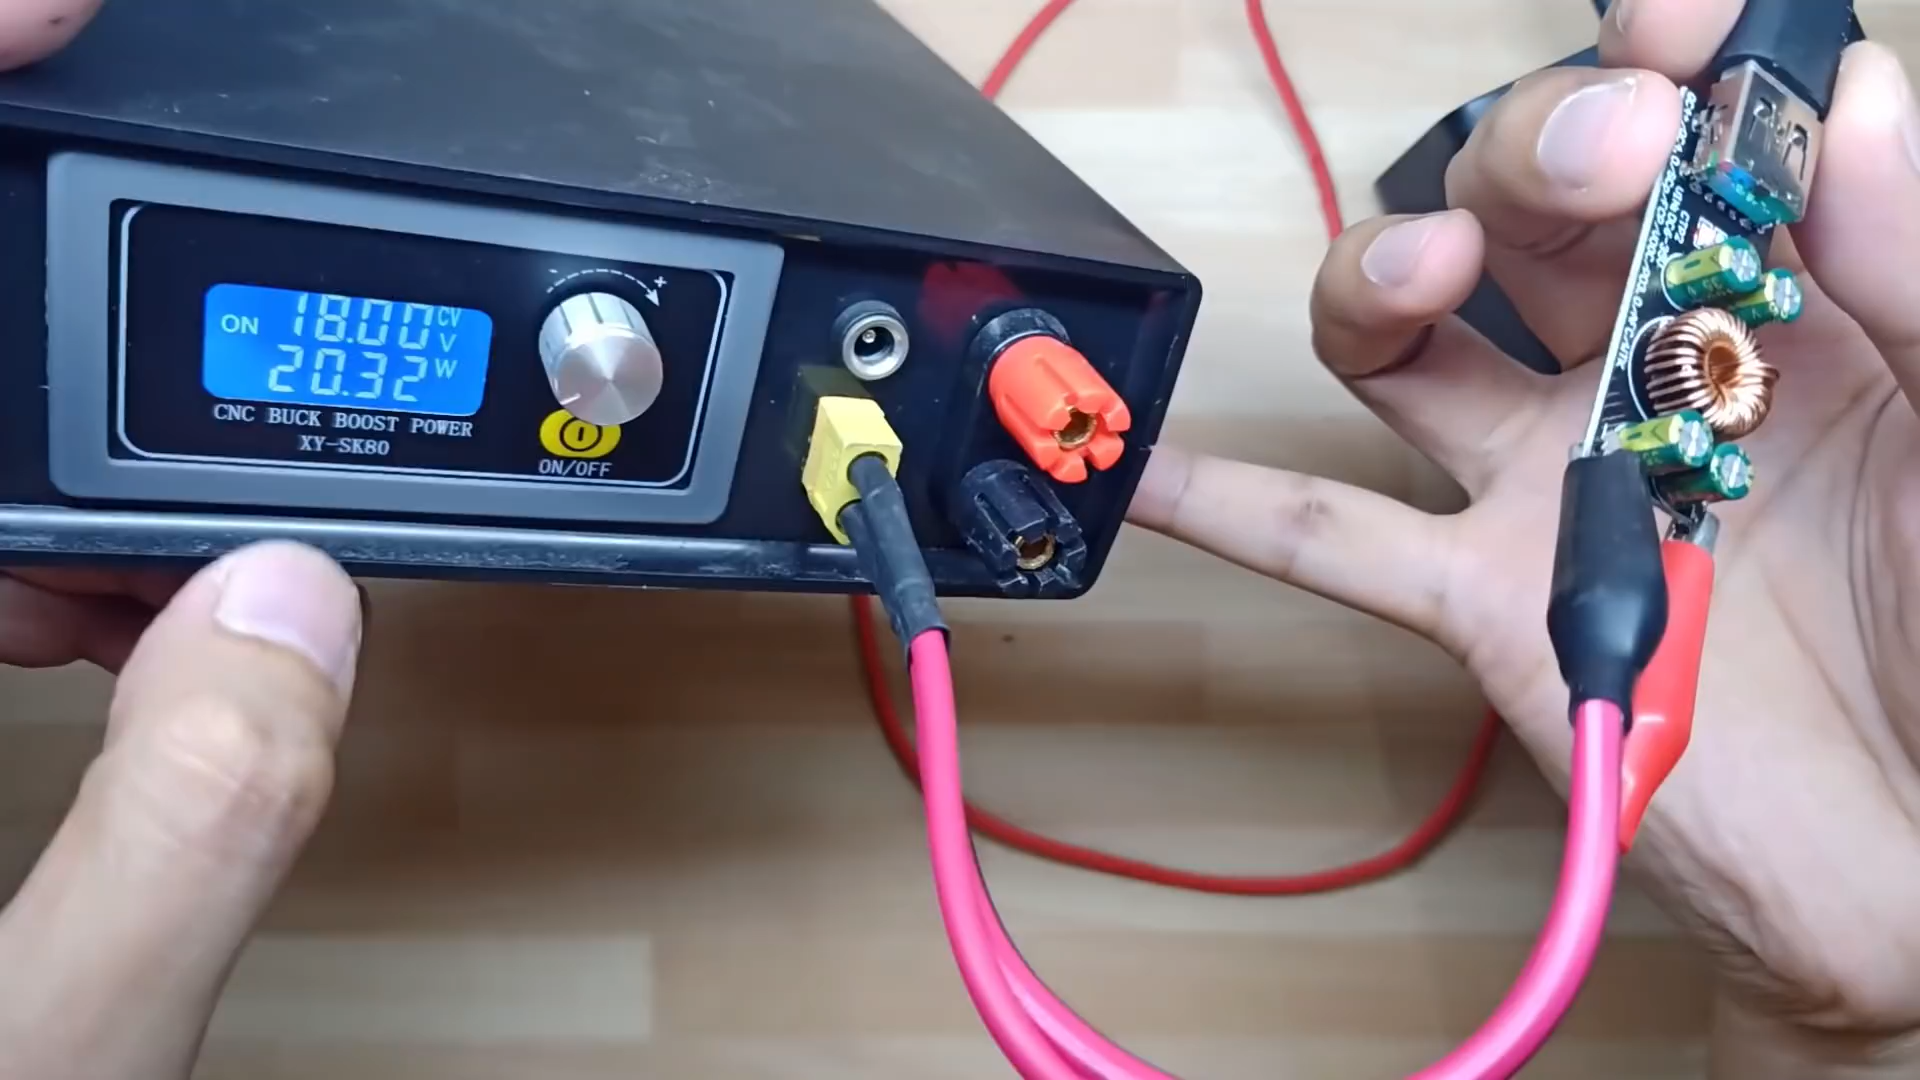 ON 18.00 CV V
20.32 W
CNC BUCK BOOST POWER
XY-SK80
- +
ON/OFF